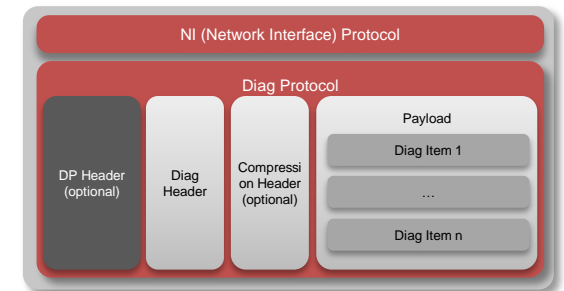 NI (Network Interface) Protocol
Diag Protocol
DP Header
(optional)
Diag
Header
Compressi
on Header
(optional)
Payload
Diag Item 1
…
Diag Item n